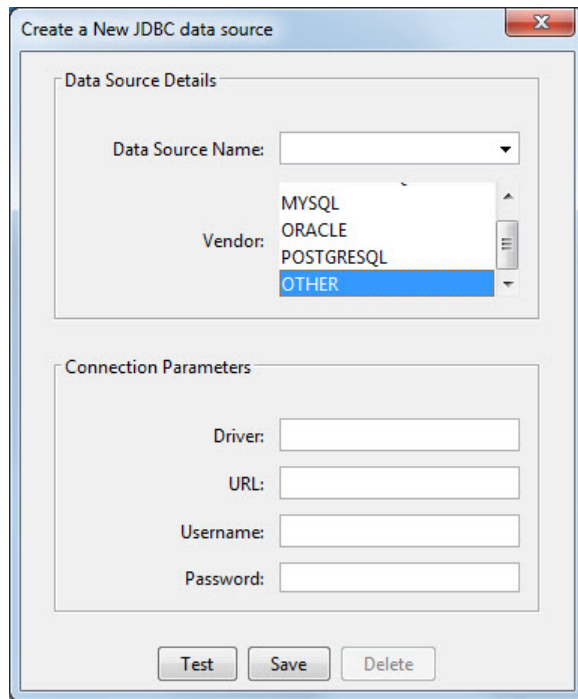 Create a New JDBC data source
Data Source Details
Data Source Name:
Vendor:
MYSQL
ORACLE
POSTGRESQL
OTHER
Connection Parameters
Driver:
URL:
Username:
Password:
Test Save Delete